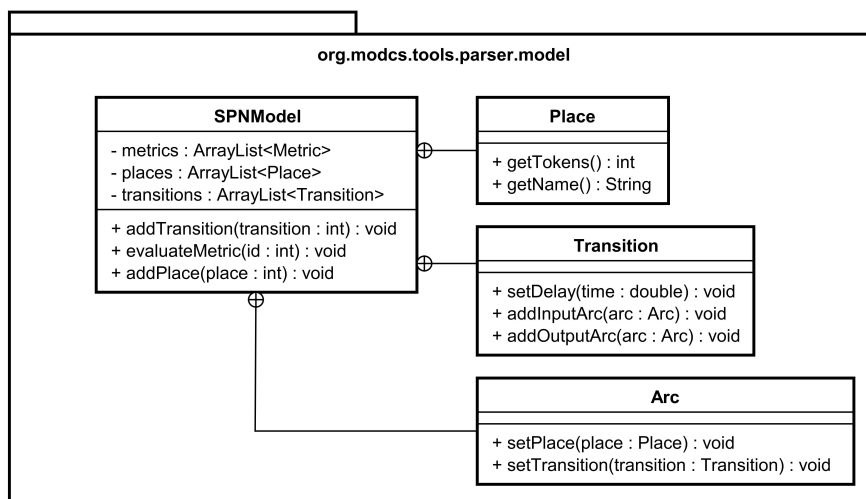 org.modcs.tools.parser.model
SPNModel
- metrics : ArrayList<Metric>
- places : ArrayList<Place>
- transitions : ArrayList<Transition>
+ addTransition(transition : int) : void
+ evaluateMetric(id : int) : void
+ addPlace(place : int) : void
Place
+ getTokens() : int
+ getName() : String
Transition
+ setDelay(time : double) : void
+ addInputArc(arc : Arc) : void
+ addOutputArc(arc : Arc) : void
Arc
+ setPlace(place : Place) : void
+ setTransition(transition : Transition) : void